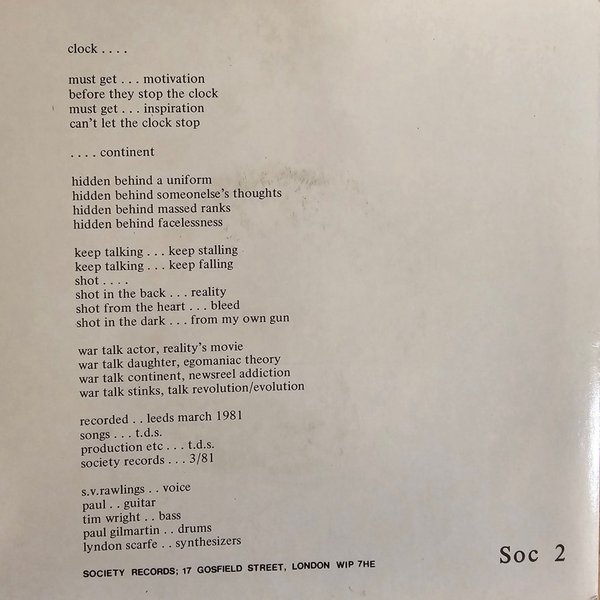 clock . . . .
must get . . . motivation
before they stop the clock
must get . . . inspiration
can't let the clock stop
. . . . continent
hidden behind a uniform
hidden behind someonelse's thoughts
hidden behind massed ranks
hidden behind facelessness
keep talking . . . keep stalling
keep talking . . . keep falling
shot . . . .
shot in the back . . . reality
shot from the heart . . . bleed
shot in the dark . . . from my own gun
war talk actor, reality's movie
war talk daughter, egomaniac theory
war talk continent, newsreel addiction
war talk stinks, talk revolution/evolution
recorded . . leeds march 1981
songs . . . t.d.s.
production etc . . . t.d.s.
society records . . . 3/81
s.v.rawlings . . voice
paul . . guitar
tim wright . . bass
paul gilmartin . . drums
lyndon scarfe . . synthesizers
SOCIETY RECORDS; 17 GOSFIELD STREET, LONDON WIP 7HE
Soc 2